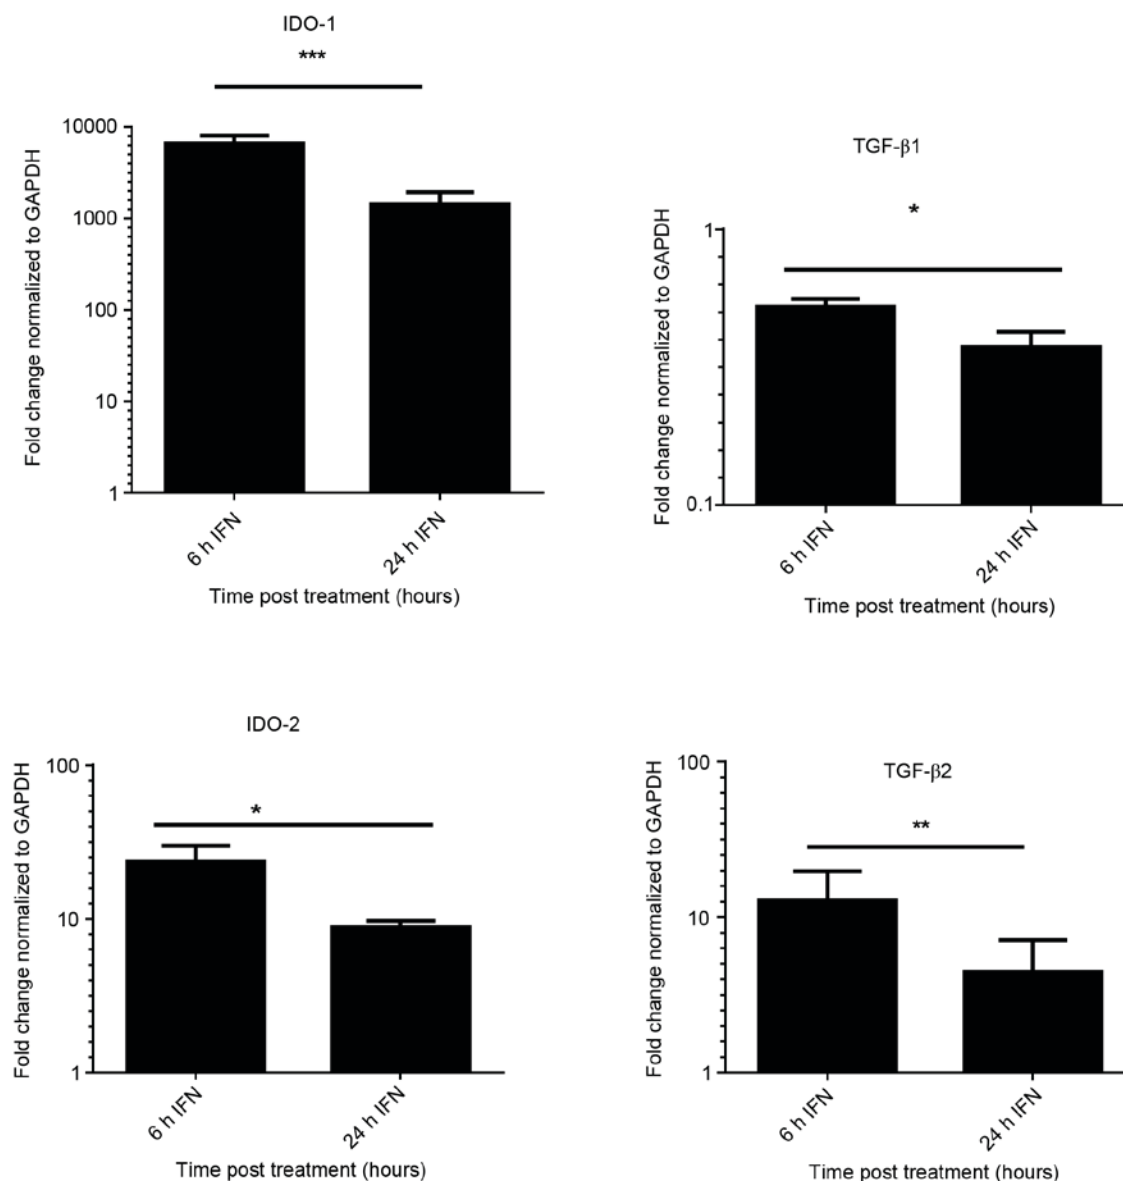 IDO-1
***
10000
1000
100
10
1
Fold change normalized to GAPDH
6 h IFN
24 h IFN
Time post treatment (hours)
TGF-β1
*
1
0.1
Fold change normalized to GAPDH
6 h IFN
24 h IFN
Time post treatment (hours)
IDO-2
*
100
10
1
Fold change normalized to GAPDH
6 h IFN
24 h IFN
Time post treatment (hours)
TGF-β2
**
100
10
1
Fold change normalized to GAPDH
6 h IFN
24 h IFN
Time post treatment (hours)